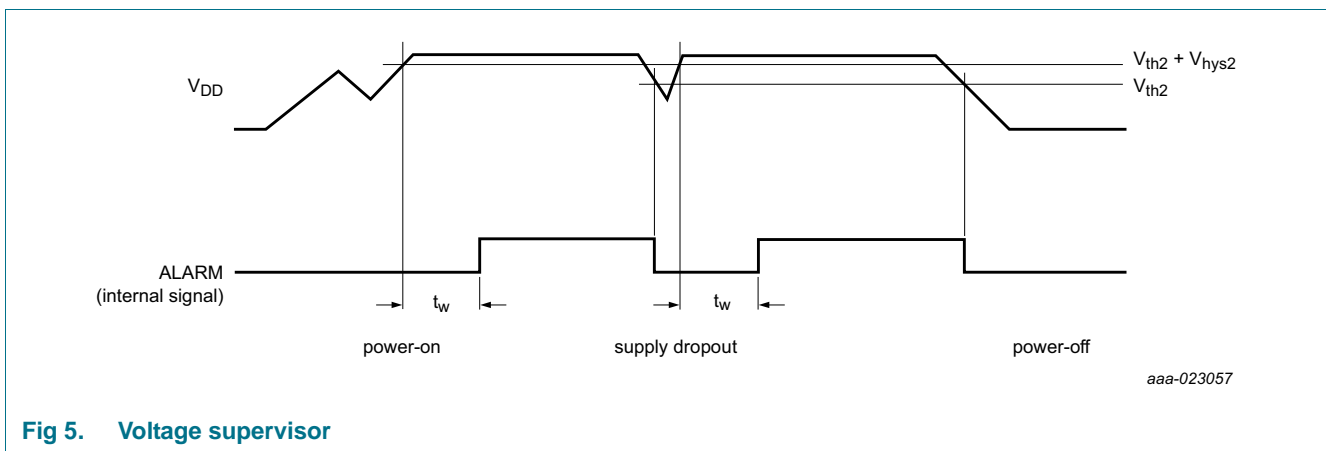 V_DD
V_th2 + V_hys2
V_th2
ALARM
(internal signal)
t_w
t_w
power-on
supply dropout
power-off
aaa-023057
Fig 5. Voltage supervisor